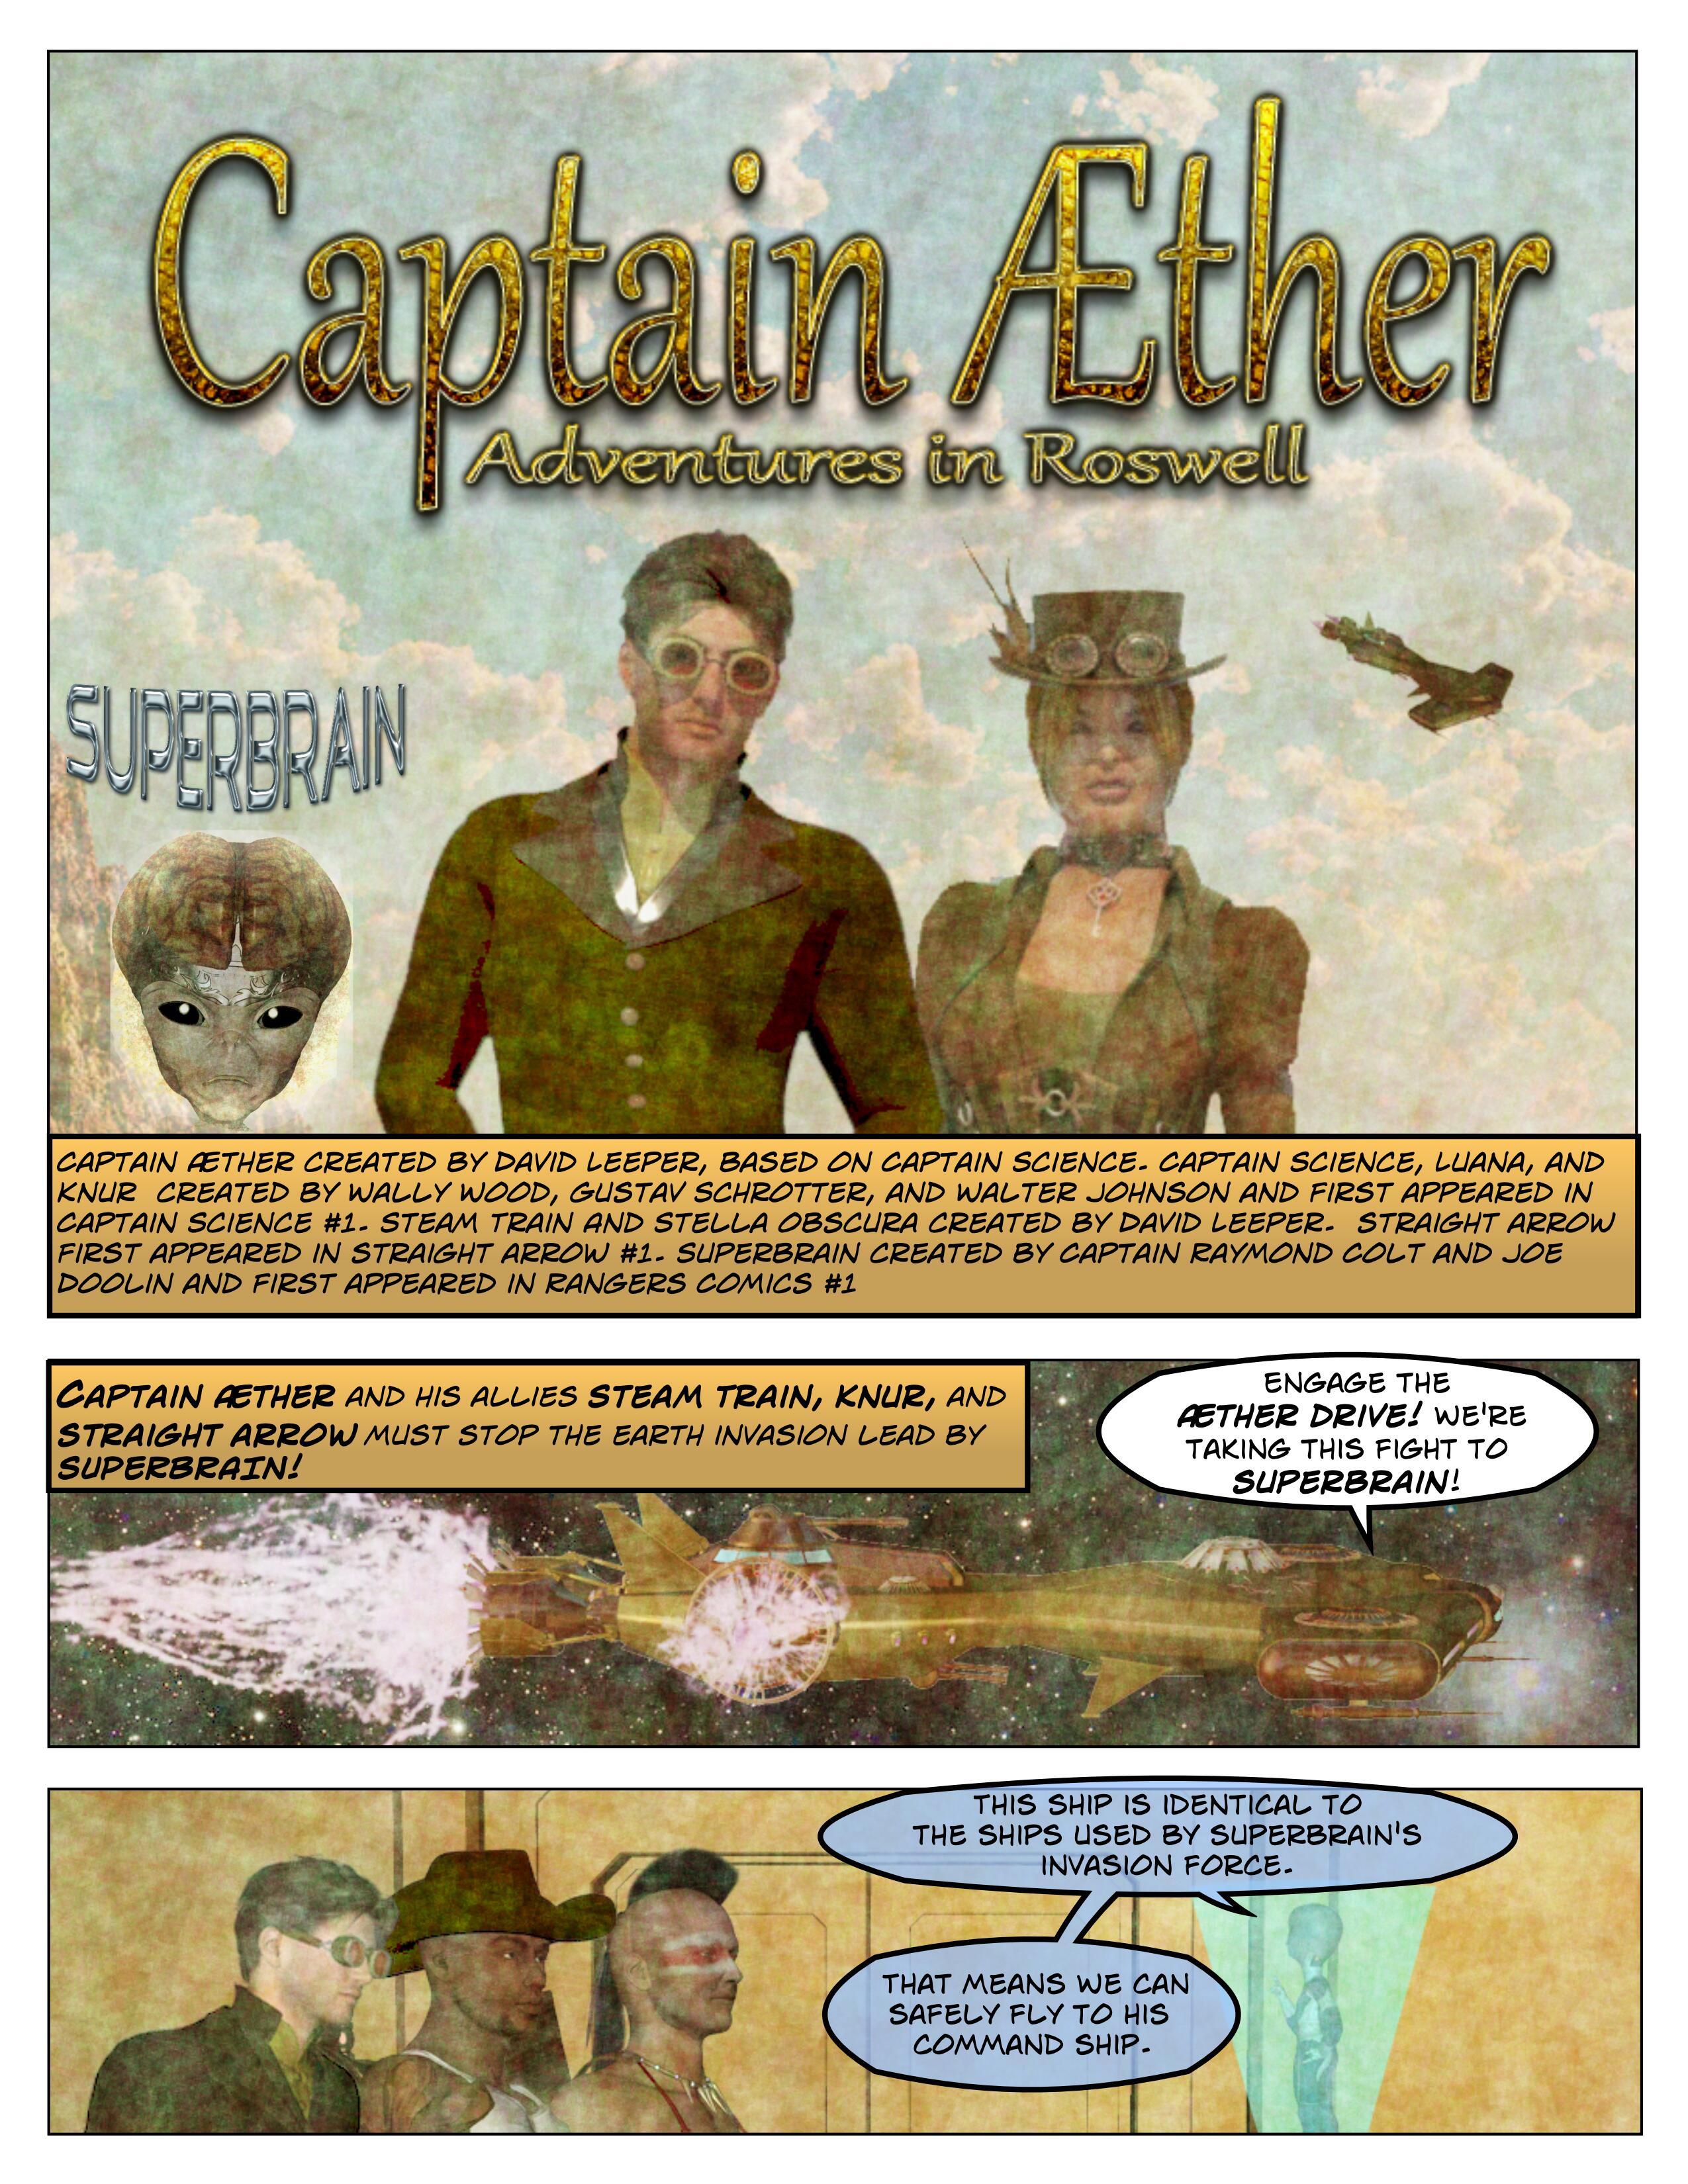 Captain Æther
Adventures in Roswell
SUPERBRAIN
CAPTAIN ÆTHER CREATED BY DAVID LEEPER, BASED ON CAPTAIN SCIENCE. CAPTAIN SCIENCE, LUANA, AND
KNUR CREATED BY WALLY WOOD, GUSTAV SCHROTTER, AND WALTER JOHNSON AND FIRST APPEARED IN
CAPTAIN SCIENCE #1. STEAM TRAIN AND STELLA OBSCURA CREATED BY DAVID LEEPER. STRAIGHT ARROW
FIRST APPEARED IN STRAIGHT ARROW #1. SUPERBRAIN CREATED BY CAPTAIN RAYMOND COLT AND JOE
DOOLIN AND FIRST APPEARED IN RANGERS COMICS #1
CAPTAIN ÆTHER AND HIS ALLIES STEAM TRAIN, KNUR, AND
STRAIGHT ARROW MUST STOP THE EARTH INVASION LEAD BY
SUPERBRAIN!
ENGAGE THE
ÆTHER DRIVE! WE'RE
TAKING THIS FIGHT TO
SUPERBRAIN!
THIS SHIP IS IDENTICAL TO
THE SHIPS USED BY SUPERBRAIN'S
INVASION FORCE.
THAT MEANS WE CAN
SAFELY FLY TO HIS
COMMAND SHIP.